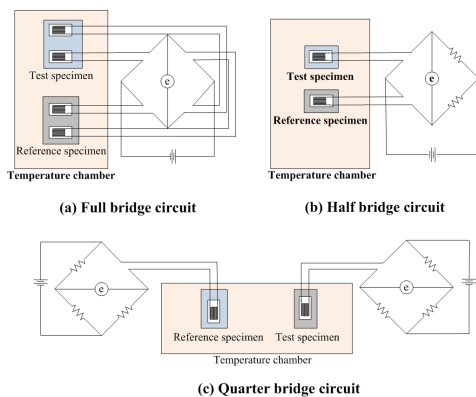 e
Test specimen
Reference specimen
Temperature chamber
(a) Full bridge circuit
e
Test specimen
Reference specimen
Temperature chamber
(b) Half bridge circuit
e
e
Reference specimen
Test specimen
Temperature chamber
(c) Quarter bridge circuit